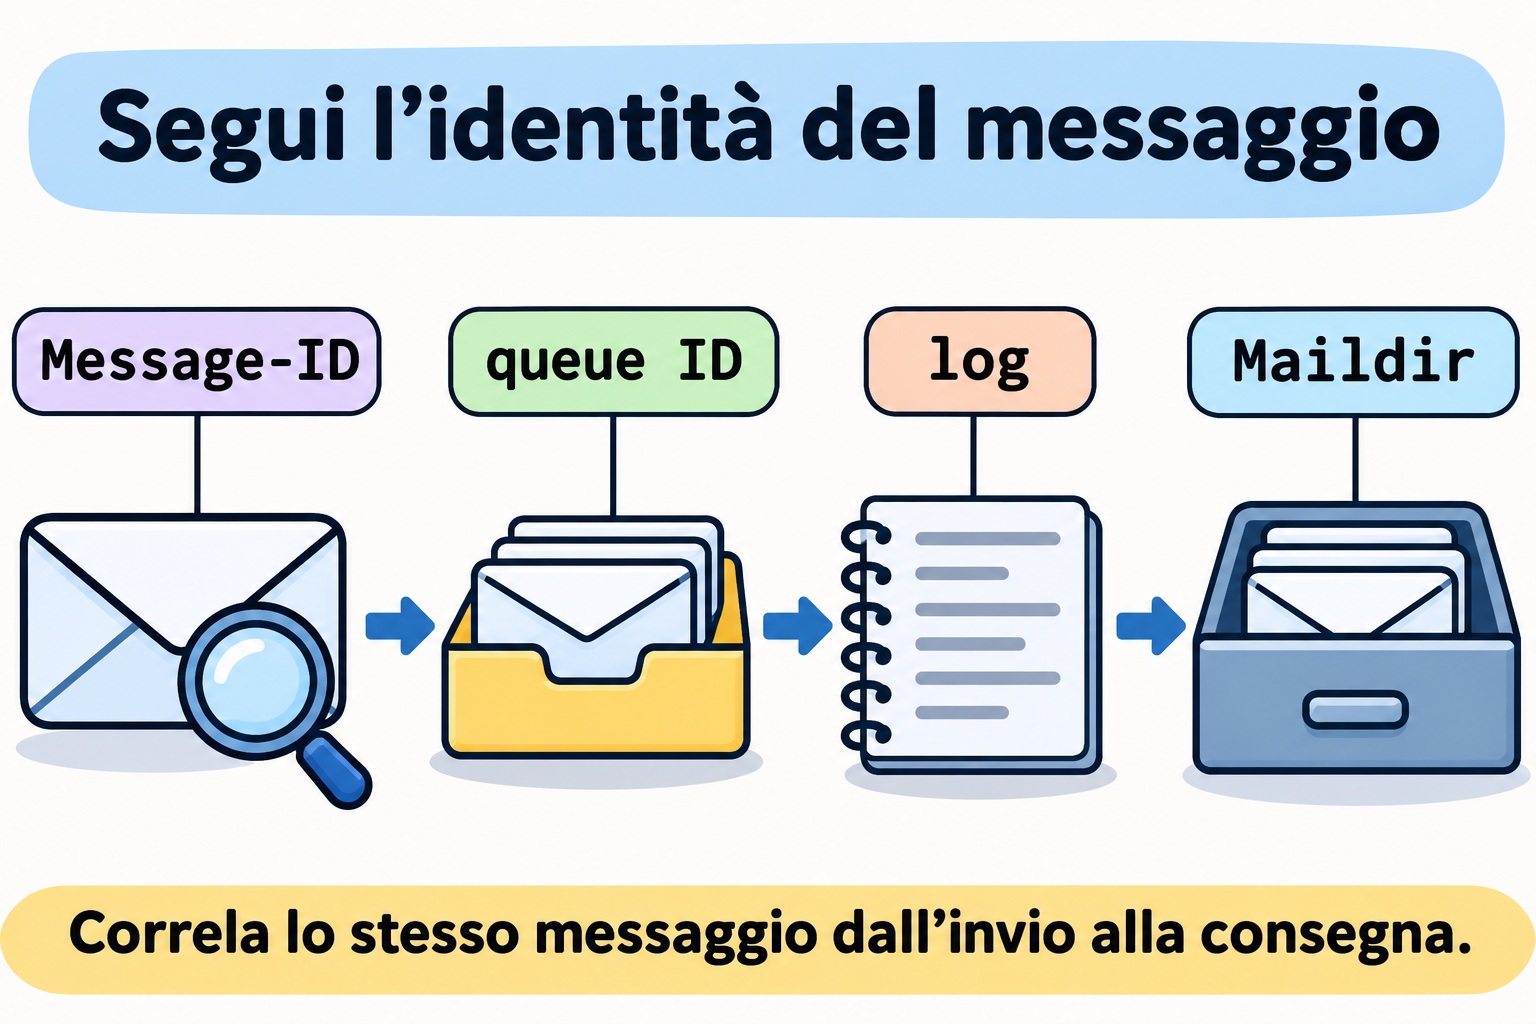 Segui l’identità del messaggio
Message-ID
queue ID
log
Maildir
Correla lo stesso messaggio dall’invio alla consegna.